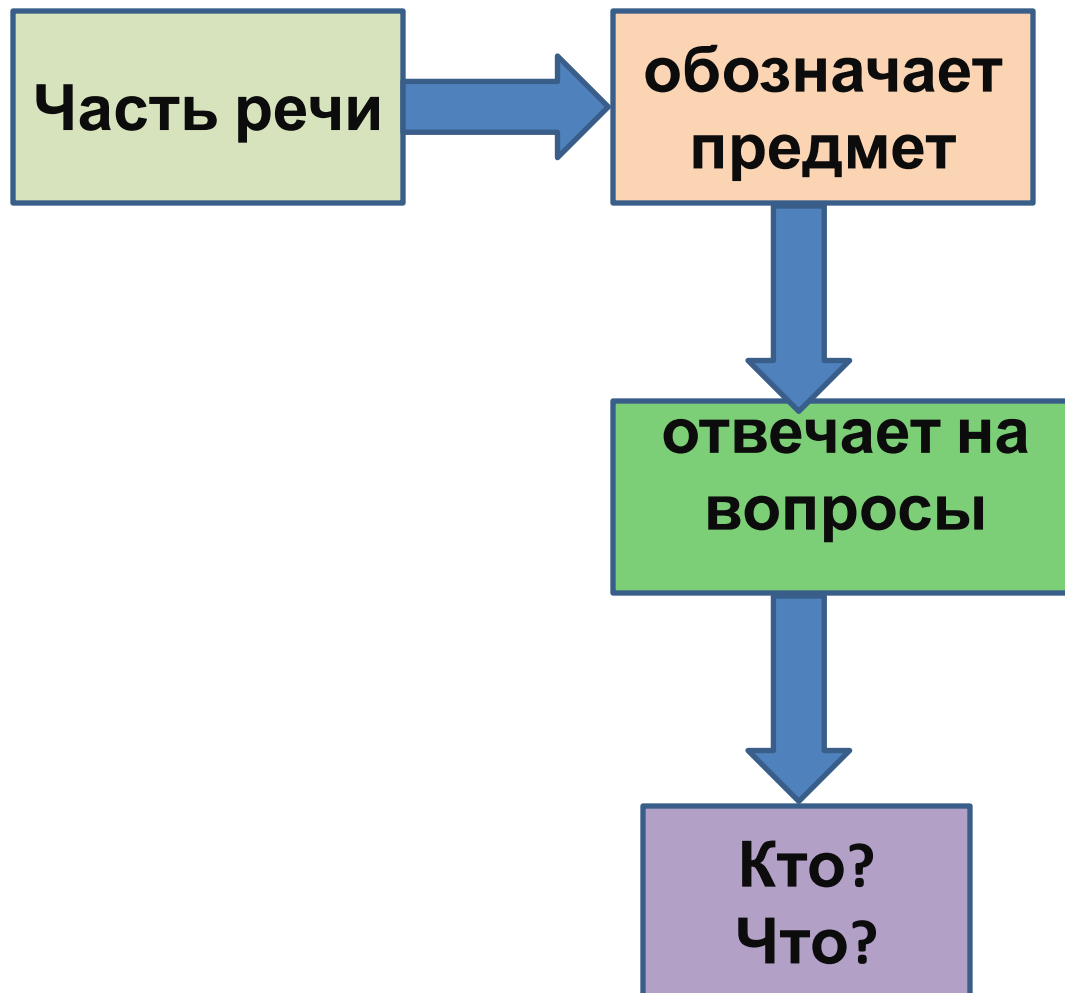 Часть речи
обозначает
предмет
отвечает на
вопросы
Кто?
Что?